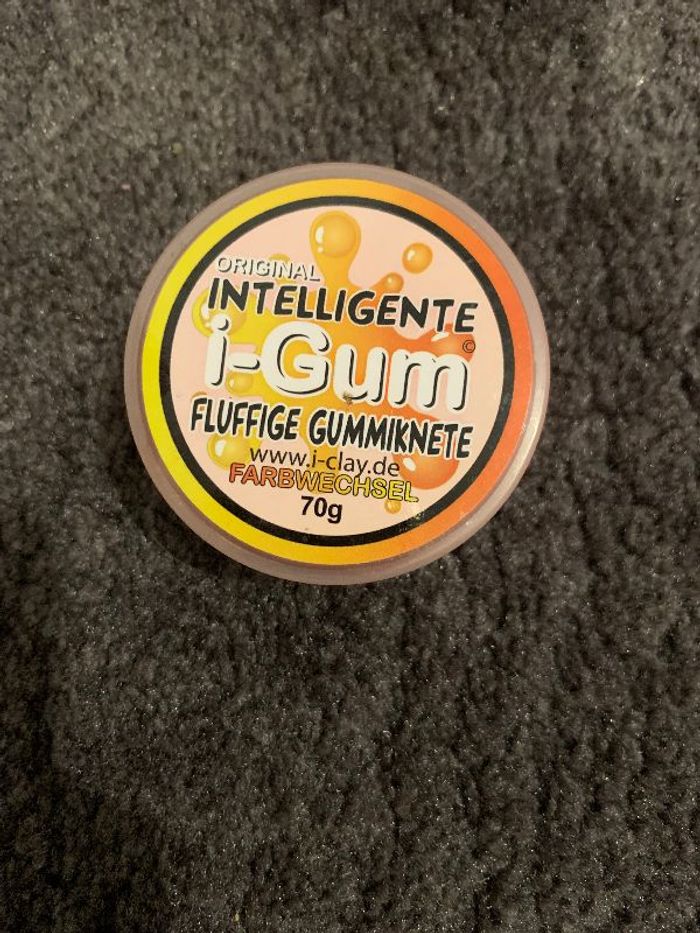 ORIGINAL
INTELLIGENTE
i-Gum©
FLUFFIGE GUMMIKNETE
www.i-clay.de
FARBWECHSEL
70g